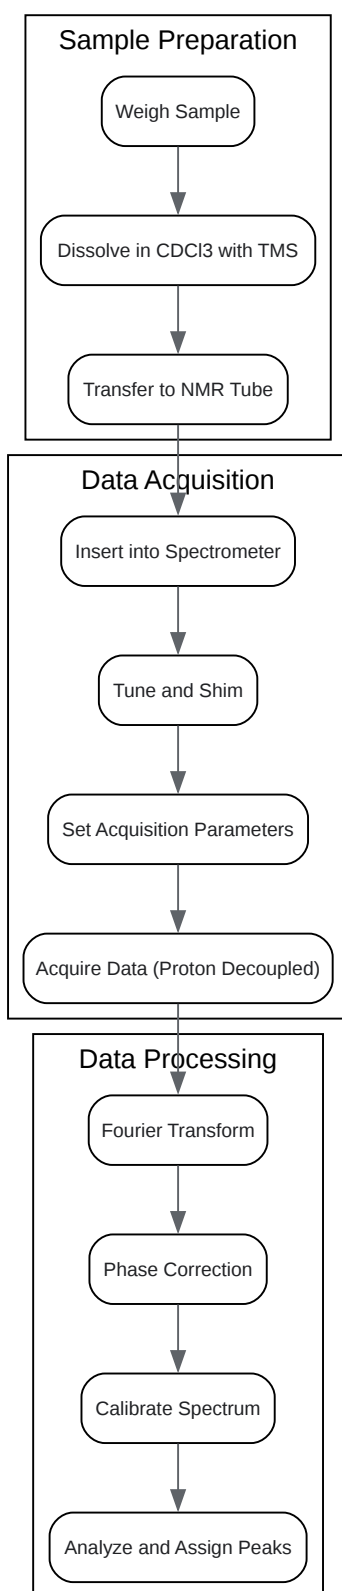 Sample Preparation
Weigh Sample
Dissolve in CDCl3 with TMS
Transfer to NMR Tube
Data Acquisition
Insert into Spectrometer
Tune and Shim
Set Acquisition Parameters
Acquire Data (Proton Decoupled)
Data Processing
Fourier Transform
Phase Correction
Calibrate Spectrum
Analyze and Assign Peaks